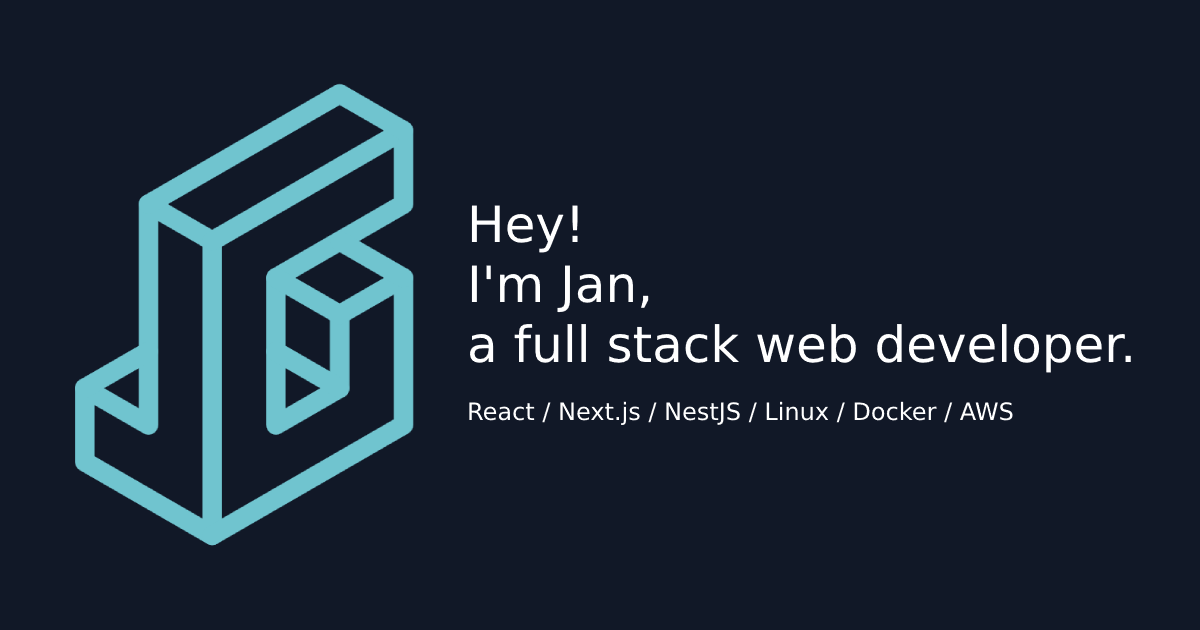 Hey!
I'm Jan,
a full stack web developer.
React / Next.js / NestJS / Linux / Docker / AWS